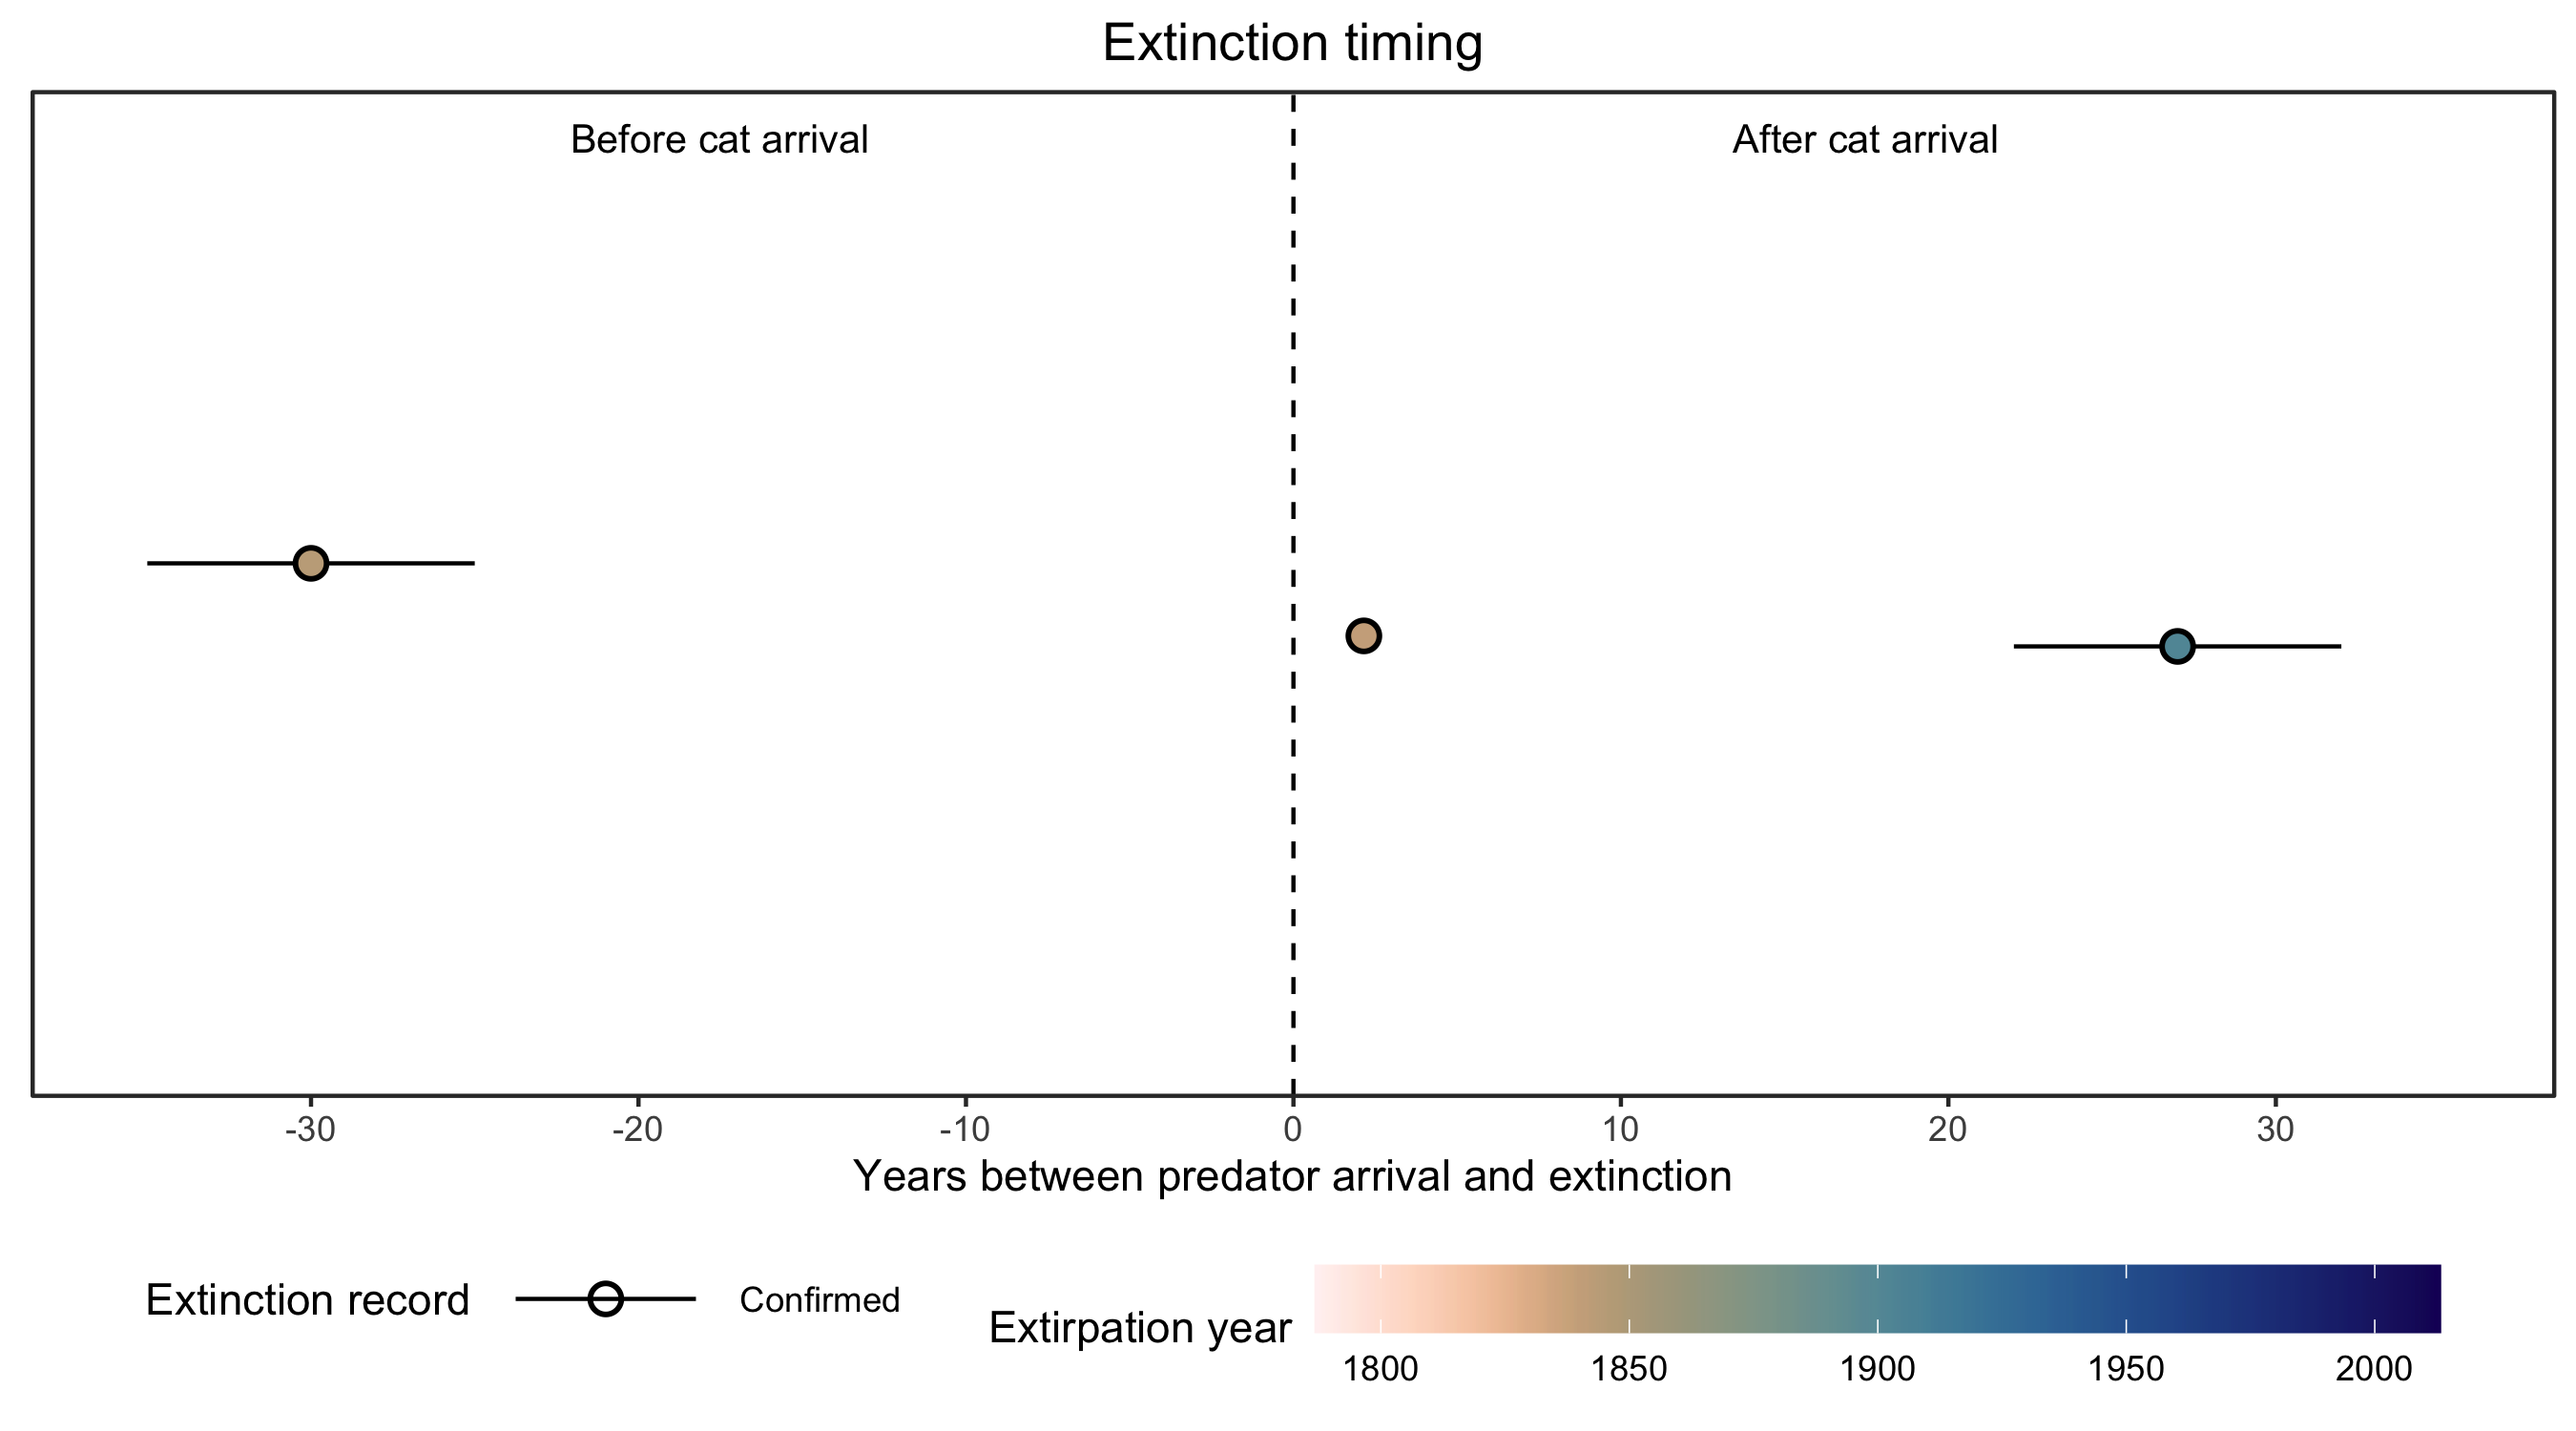 Extinction timing
Before cat arrival
After cat arrival
-30 -20 -10 0 10 20 30
Years between predator arrival and extinction
Extinction record
Confirmed
Extirpation year
1800 1850 1900 1950 2000